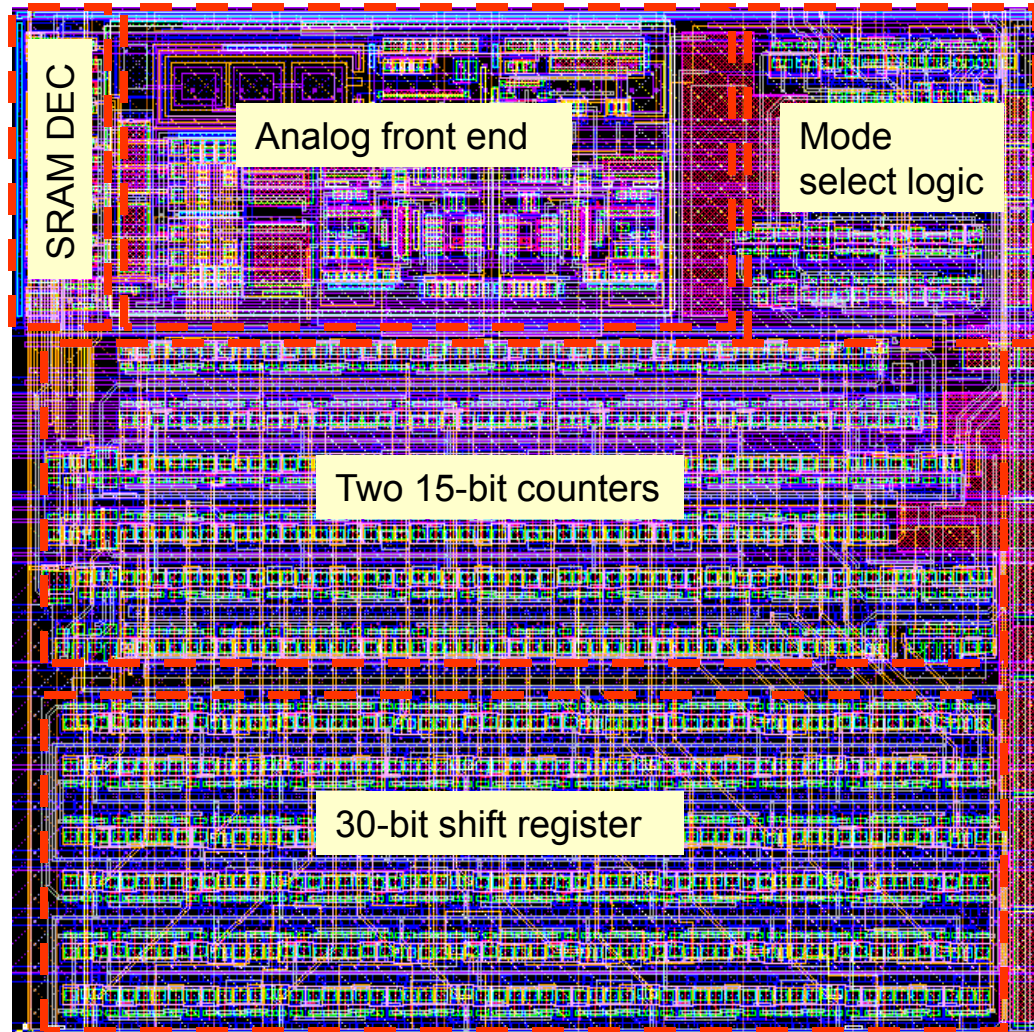 SRAM DEC
Analog front end
Mode
select logic
Two 15-bit counters
30-bit shift register